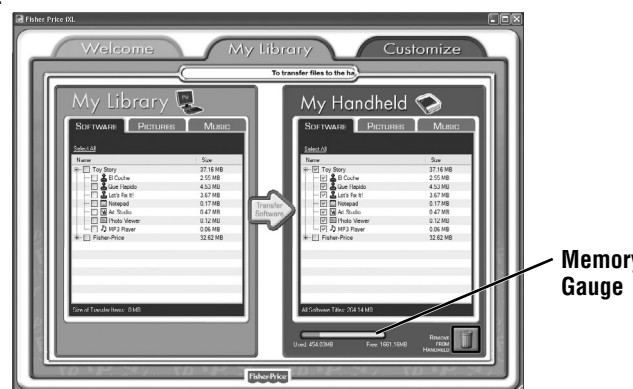 Fisher Price iXL
Welcome
My Library
Customize
To transfer files to the ha
My Library
SOFTWARE PICTURES MUSIC
Select All
Name Size
Toy Story 37.16 MB
El Coche 2.55 MB
Que Rapido 4.53 MB
Let's Fix It! 3.67 MB
Notepad 0.17 MB
Art Studio 0.47 MB
Photo Viewer 0.12 MB
MP3 Player 0.06 MB
Fisher-Price 32.62 MB
Size of Transfer Items: 0 MB
Transfer
Software
My Handheld
SOFTWARE PICTURES MUSIC
Select All
Name Size
Toy Story 37.16 MB
El Coche 2.55 MB
Que Rapido 4.53 MB
Let's Fix It! 3.67 MB
Notepad 0.17 MB
Art Studio 0.47 MB
Photo Viewer 0.12 MB
MP3 Player 0.06 MB
Fisher-Price 32.62 MB
All Software Titles: 264.14 MB
Used: 454.03MB Free: 1661.16MB
REMOVE
FROM
HANDHELD
Memory
Gauge
Fisher-Price